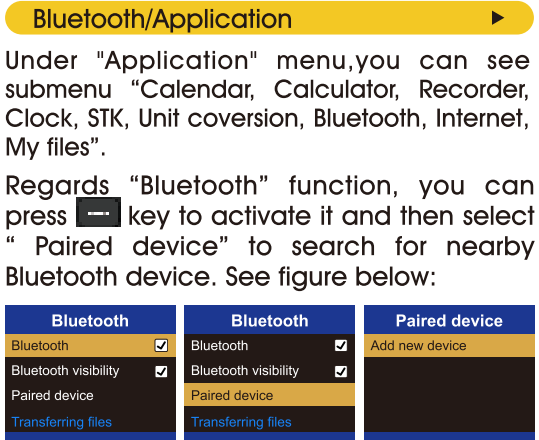 Bluetooth/Application
Under "Application" menu,you can see
submenu “Calendar, Calculator, Recorder,
Clock, STK, Unit coversion, Bluetooth, Internet,
My files”.
Regards “Bluetooth” function, you can
press key to activate it and then select
“ Paired device” to search for nearby
Bluetooth device. See figure below:
Bluetooth
Bluetooth
Bluetooth visibility
Paired device
Transferring files
Bluetooth
Bluetooth
Bluetooth visibility
Paired device
Transferring files
Paired device
Add new device